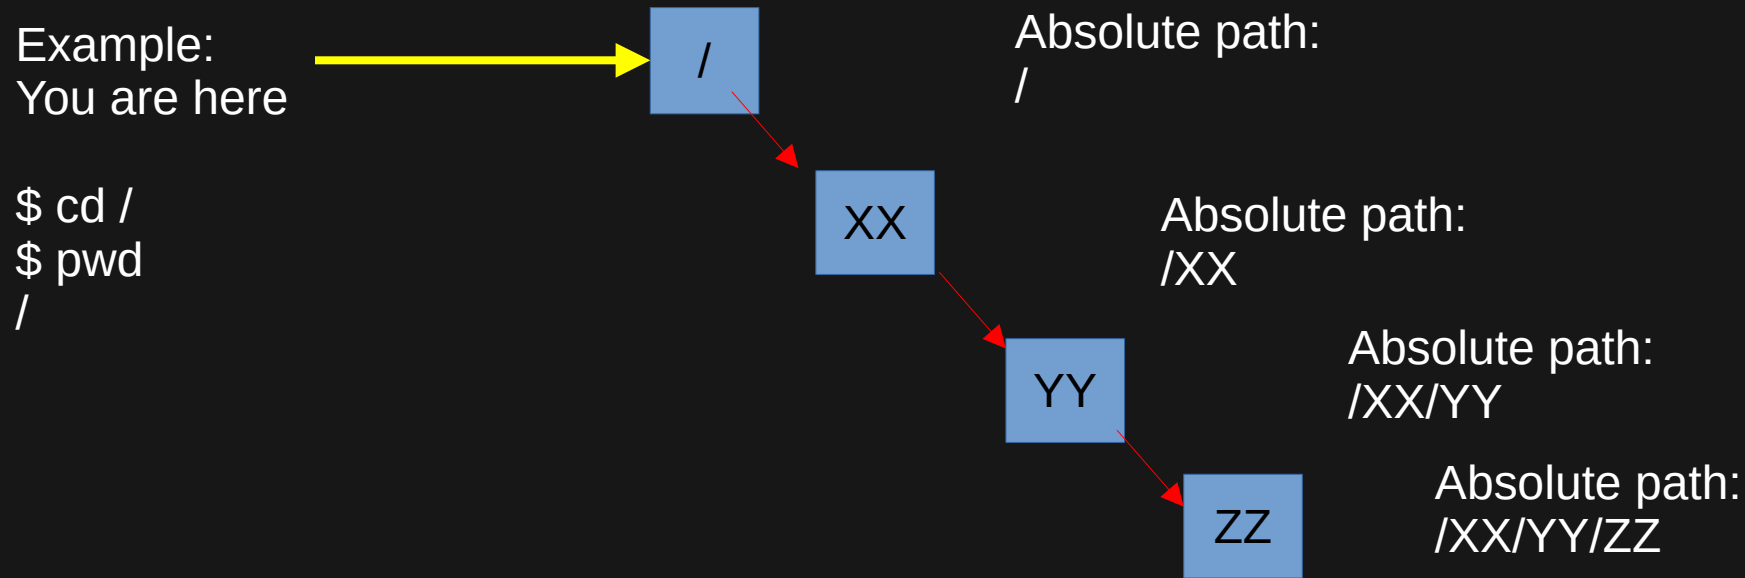 Example:
You are here
$ cd /
$ pwd
/
/
XX
YY
ZZ
Absolute path:
/
Absolute path:
/XX
Absolute path:
/XX/YY
Absolute path:
/XX/YY/ZZ